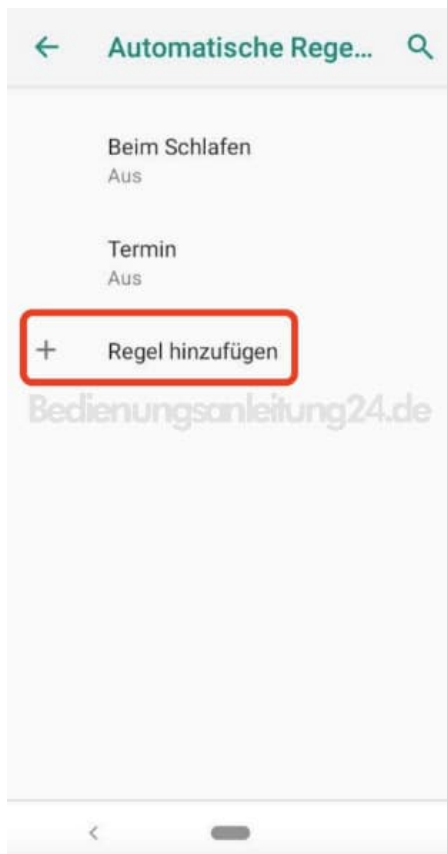 Automatische Rege...
Beim Schlafen
Aus
Termin
Aus
+ Regel hinzufügen
Bedienungsanleitung24.de